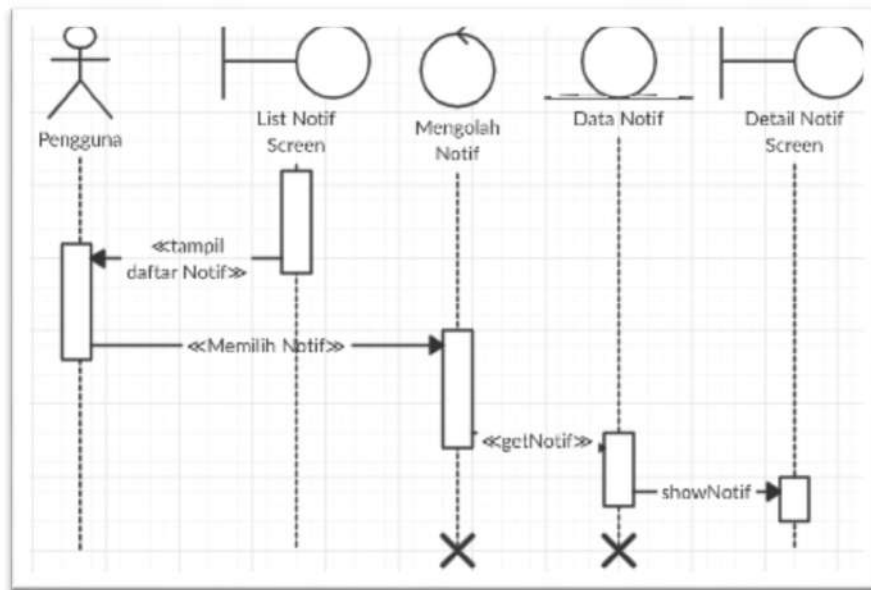 Pengguna
List Notif
Screen
Mengolah
Notif
Data Notif
Detail Notif
Screen
≪tampil
daftar Notif≫
≪Memilih Notif≫
≪getNotif≫
showNotif